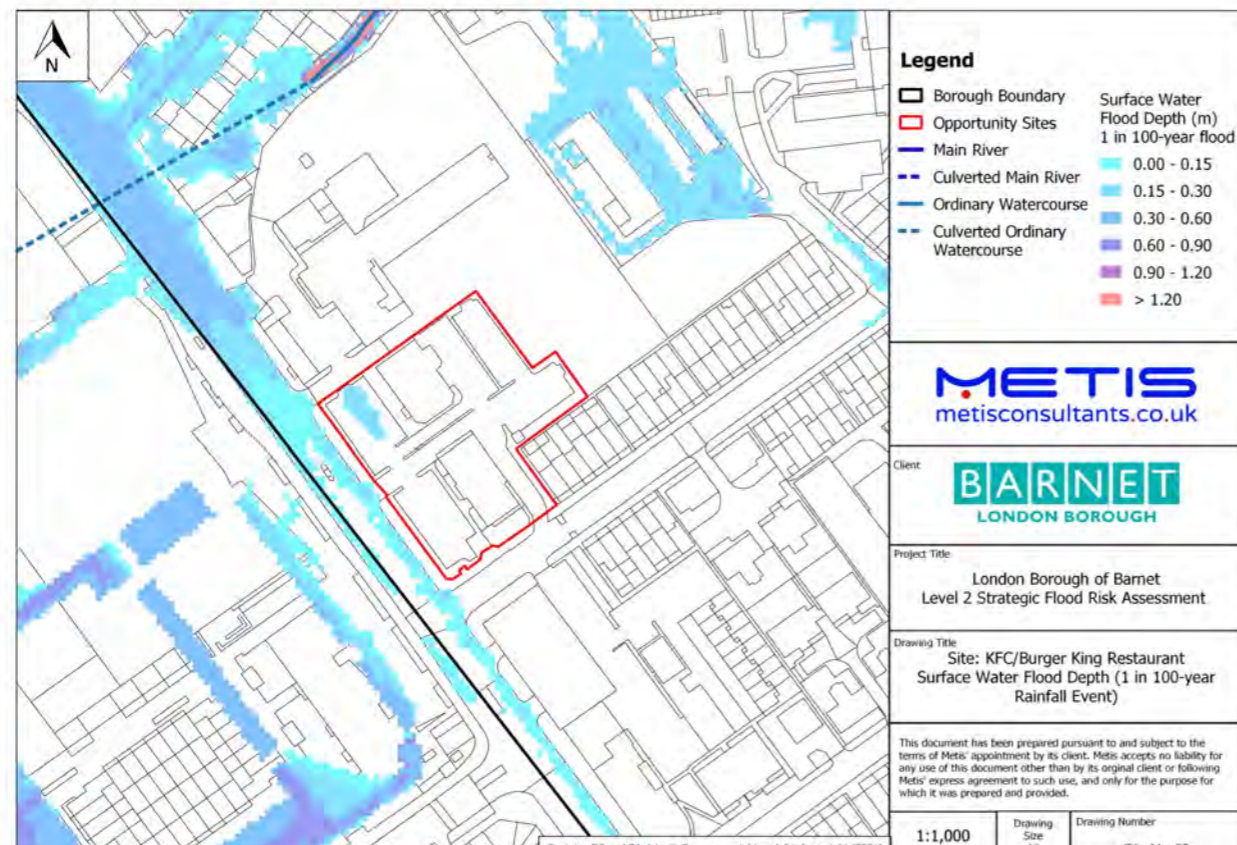 N
Legend
Borough Boundary
Opportunity Sites
Main River
Culverted Main River
Ordinary Watercourse
Culverted Ordinary
Watercourse
Surface Water
Flood Depth (m)
1 in 100-year flood
0.00 - 0.15
0.15 - 0.30
0.30 - 0.60
0.60 - 0.90
0.90 - 1.20
> 1.20
METIS
metisconsultants.co.uk
Client
BARNET
LONDON BOROUGH
Project Title
London Borough of Barnet
Level 2 Strategic Flood Risk Assessment
Drawing Title
Site: KFC/Burger King Restaurant
Surface Water Flood Depth (1 in 100-year
Rainfall Event)
This document has been prepared pursuant to and subject to the
terms of Metis' appointment by its client. Metis accepts no liability for
any use of this document other than by its orginal client or following
Metis' express agreement to such use, and only for the purpose for
which it was prepared and provided.
1:1,000
Drawing
Size
Drawing Number